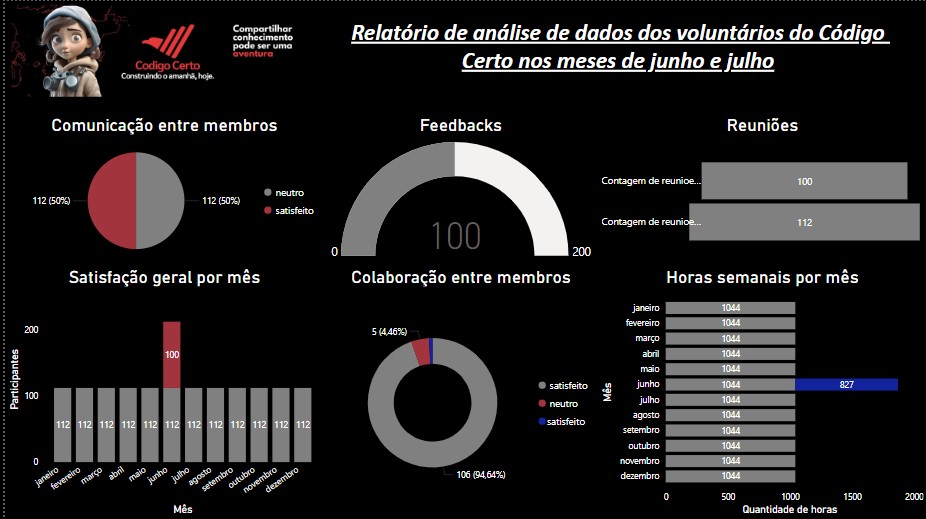 Compartilhar
conhecimento
pode ser uma
aventura
Codigo Certo
Construindo o amanhã, hoje.
Relatório de análise de dados dos voluntários do Código
Certo nos meses de junho e julho
Comunicação entre membros
112 (50%)
112 (50%)
neutro
satisfeito
Feedbacks
100
0
200
Reuniões
Contagem de reunioe...
100
Contagem de reunioe...
112
Satisfação geral por mês
Participantes
200
100
0
100
112 112 112 112 112 112 112 112 112 112 112 112
janeiro fevereiro março abril maio junho julho agosto setembro outubro novembro dezembro
Mês
Colaboração entre membros
5 (4,46%)
106 (94,64%)
satisfeito
neutro
satisfeito
Horas semanais por mês
Mês
janeiro 1044
fevereiro 1044
março 1044
abril 1044
maio 1044
junho 1044 827
julho 1044
agosto 1044
setembro 1044
outubro 1044
novembro 1044
dezembro 1044
0 500 1000 1500 2000
Quantidade de horas